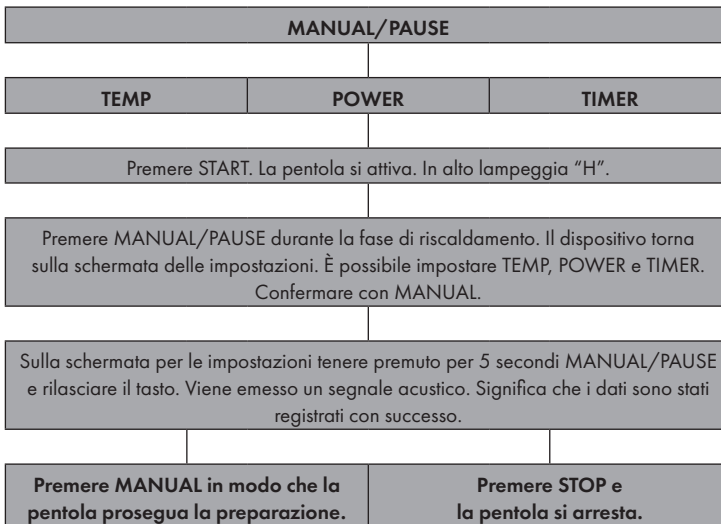 MANUAL/PAUSE
TEMP POWER TIMER
Premere START. La pentola si attiva. In alto lampeggia “H”.
Premere MANUAL/PAUSE durante la fase di riscaldamento. Il dispositivo torna
sulla schermata delle impostazioni. È possibile impostare TEMP, POWER e TIMER.
Confermare con MANUAL.
Sulla schermata per le impostazioni tenere premuto per 5 secondi MANUAL/PAUSE
e rilasciare il tasto. Viene emesso un segnale acustico. Significa che i dati sono stati
registrati con successo.
Premere MANUAL in modo che la
pentola prosegua la preparazione.
Premere STOP e
la pentola si arresta.